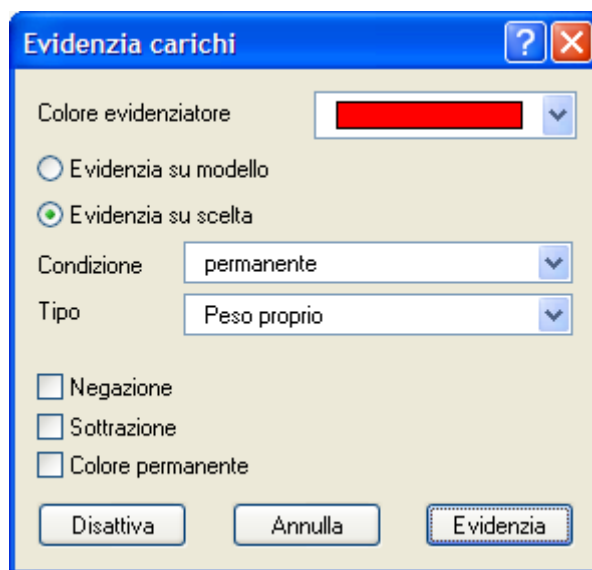 Evidenzia carichi
Colore evidenziatore
Evidenzia su modello
Evidenzia su scelta
Condizione permanente
Tipo Peso proprio
Negazione
Sottrazione
Colore permanente
Disattiva Annulla Evidenzia